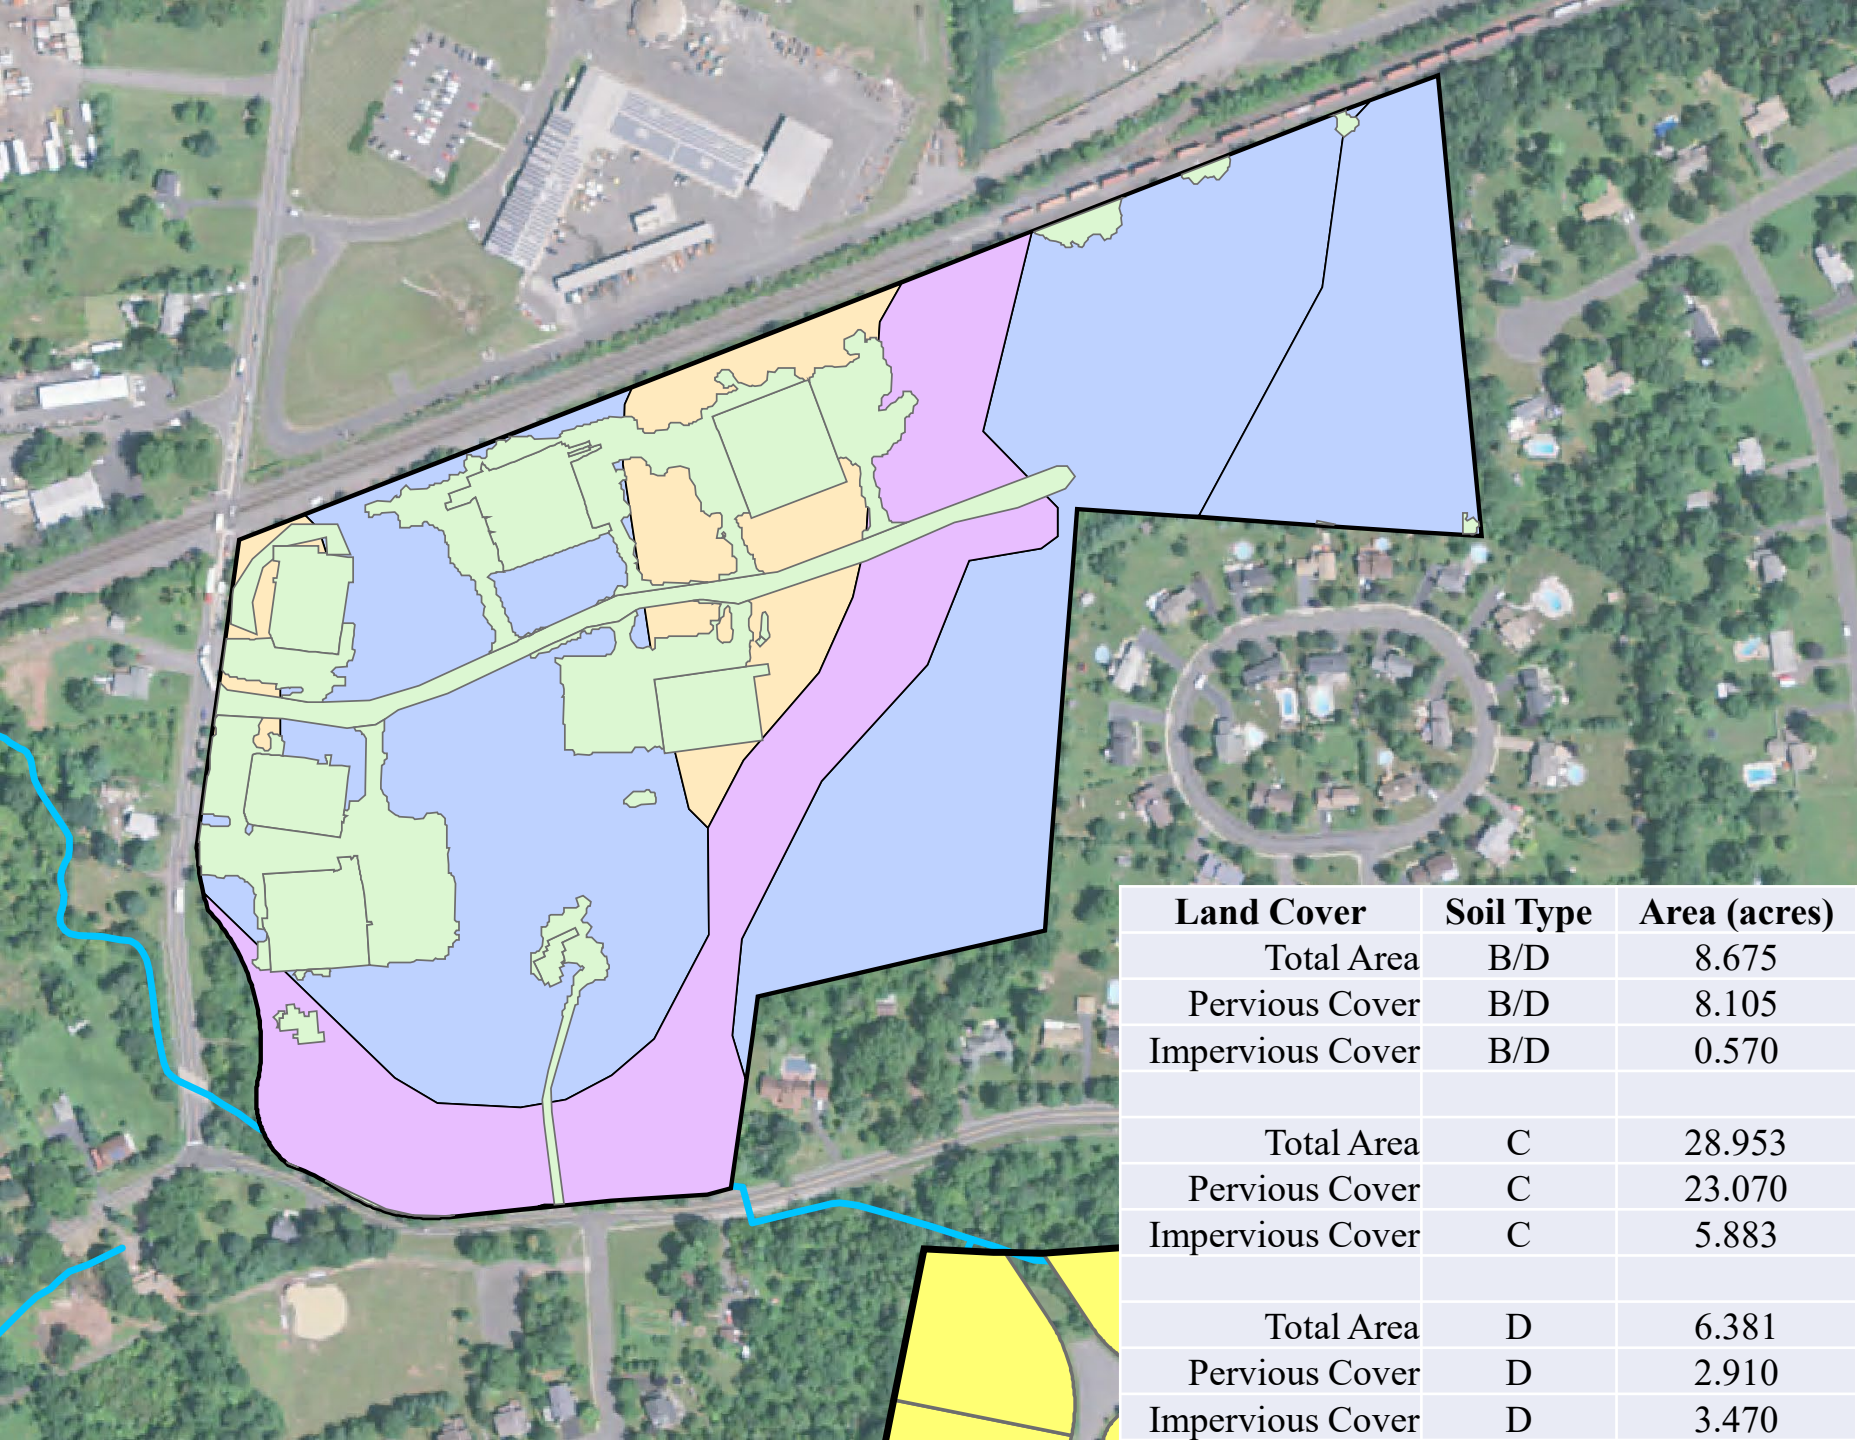 Land Cover Soil Type Area (acres)
Total Area B/D 8.675
Pervious Cover B/D 8.105
Impervious Cover B/D 0.570
Total Area C 28.953
Pervious Cover C 23.070
Impervious Cover C 5.883
Total Area D 6.381
Pervious Cover D 2.910
Impervious Cover D 3.470